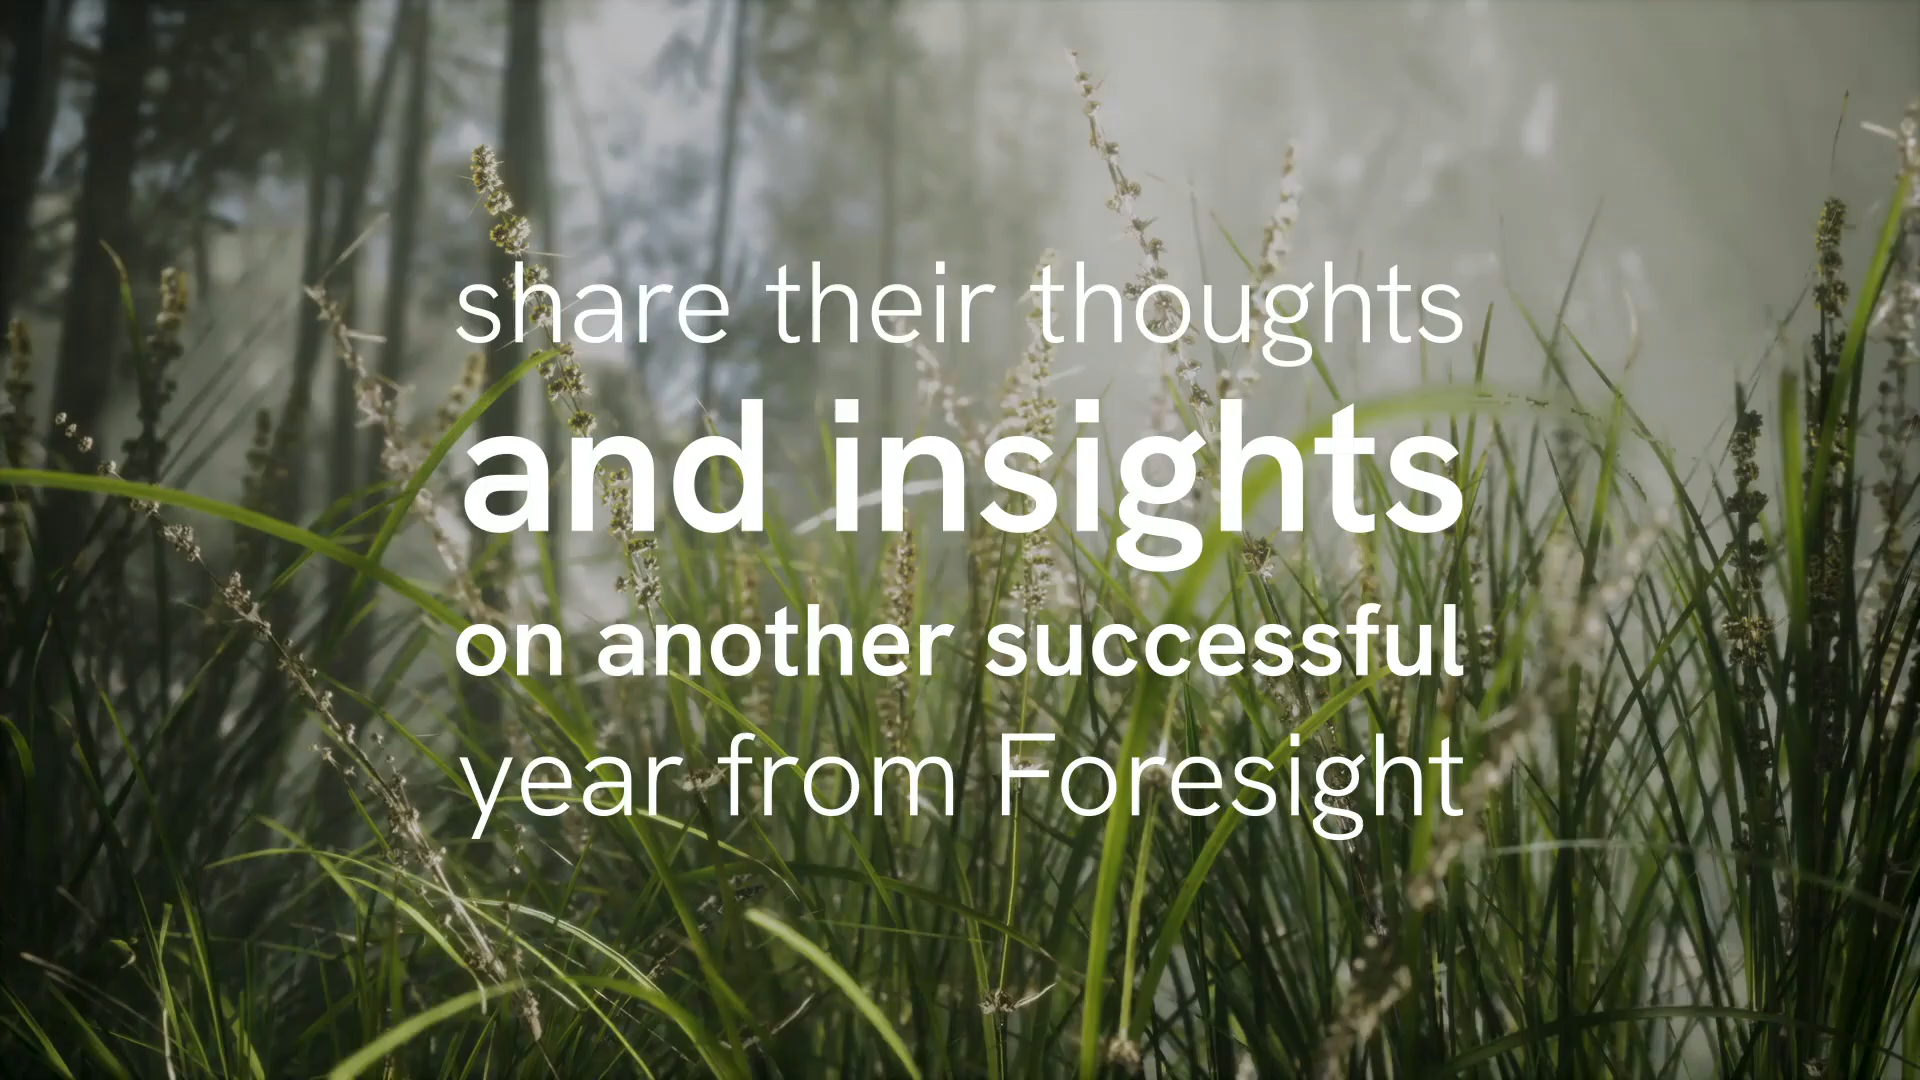 share their thoughts
and insights
on another successful
year from Foresight